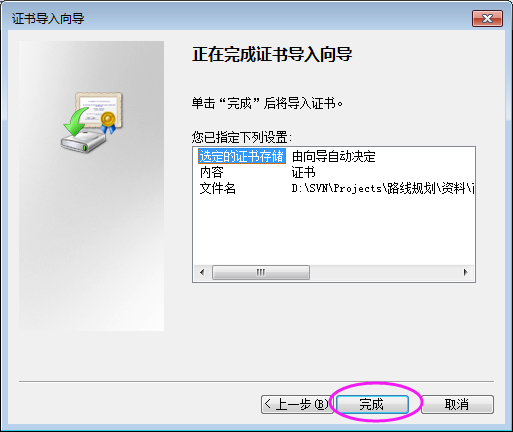 证书导入向导
正在完成证书导入向导
单击“完成”后将导入证书。
您已指定下列设置:
选定的证书存储 由向导自动决定
内容 证书
文件名 D:\SVN\Projects\路线规划\资料\
< 上一步(B) 完成 取消